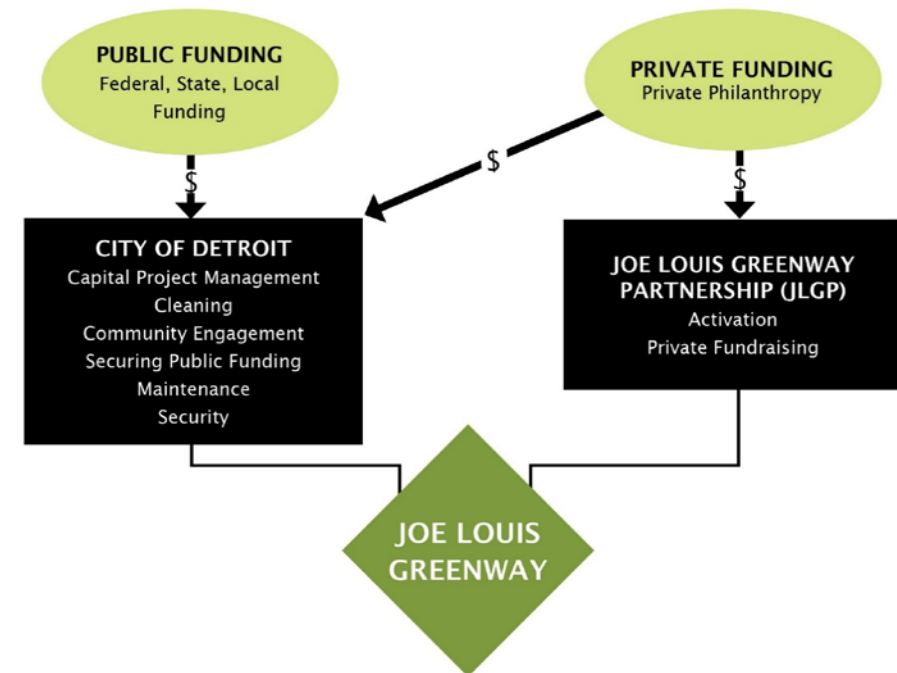 PUBLIC FUNDING
Federal, State, Local
Funding
PRIVATE FUNDING
Private Philanthropy
$
$
$
CITY OF DETROIT
Capital Project Management
Cleaning
Community Engagement
Securing Public Funding
Maintenance
Security
JOE LOUIS GREENWAY
PARTNERSHIP (JLGP)
Activation
Private Fundraising
JOE LOUIS
GREENWAY